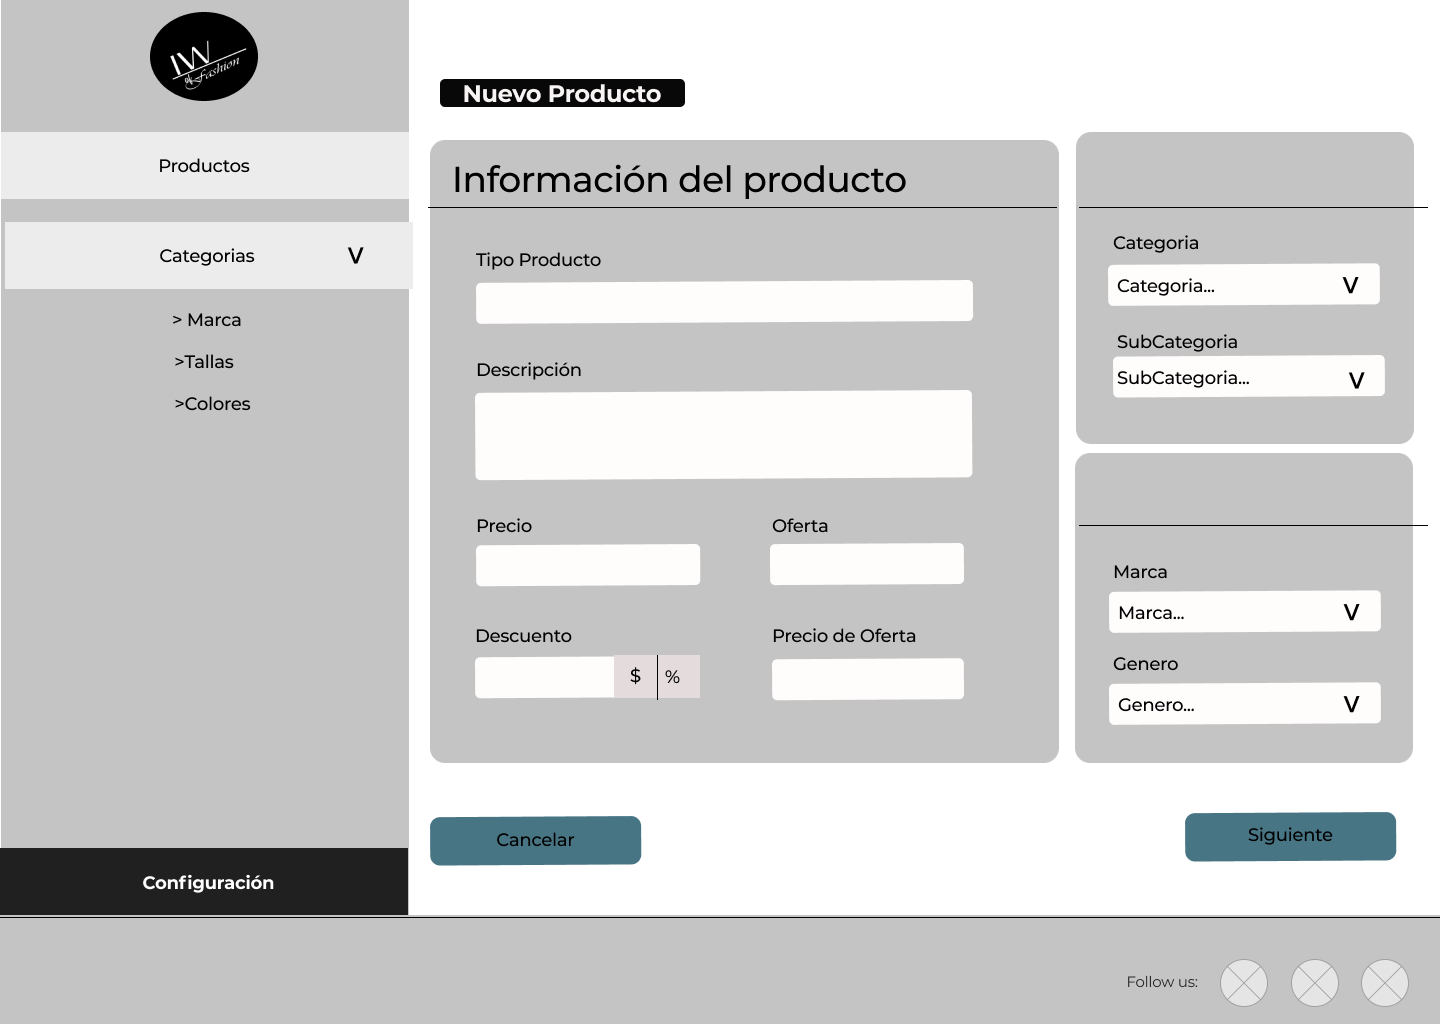 IW
Fashion
Productos
Categorias V
> Marca
>Tallas
>Colores
Configuración
Nuevo Producto
Información del producto
Tipo Producto
Descripción
Precio Oferta
Descuento Precio de Oferta
$ %
Categoria
Categoria... V
SubCategoria
SubCategoria... V
Marca
Marca... V
Genero
Genero... V
Cancelar
Siguiente
Follow us: